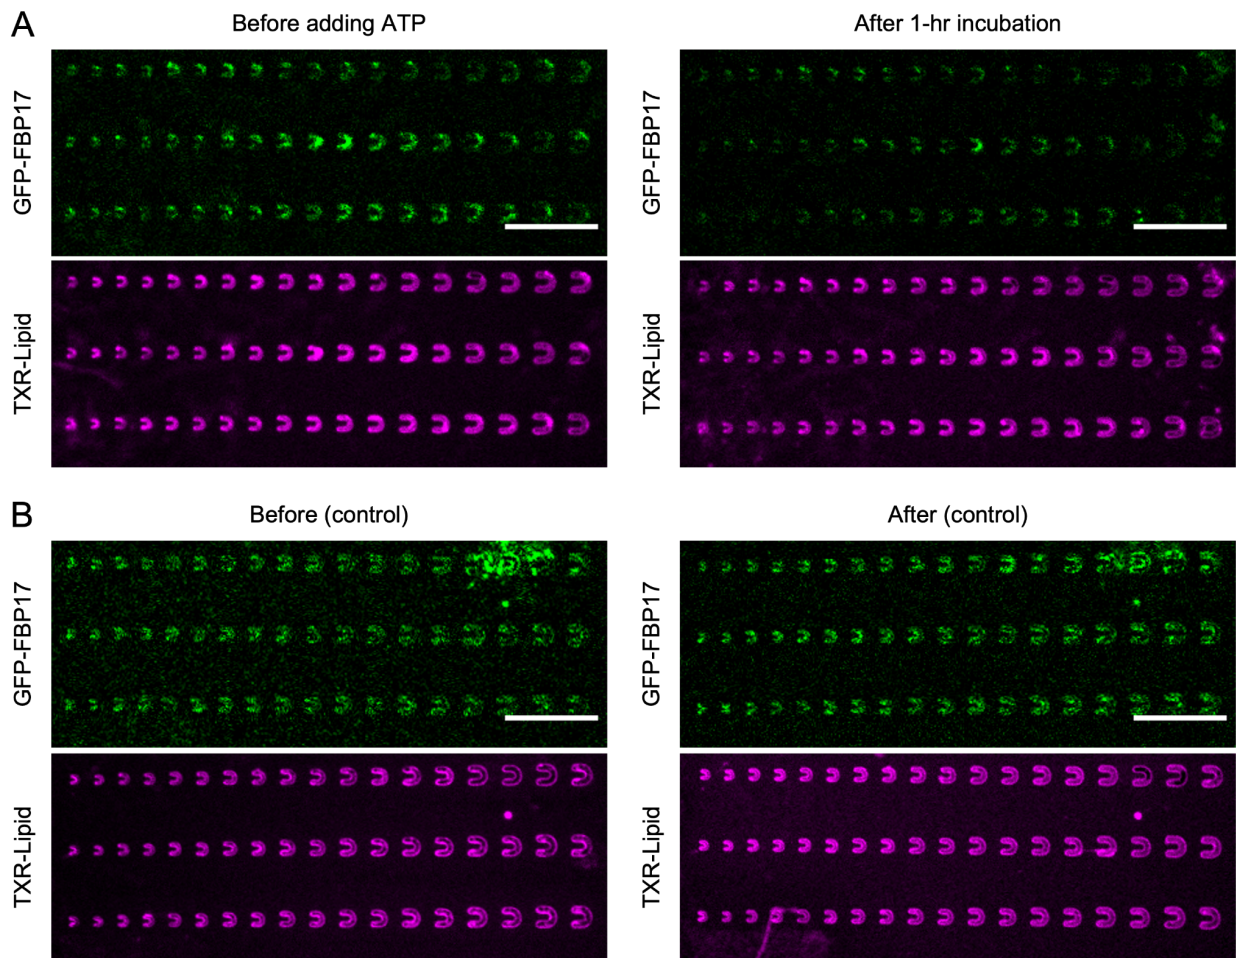 A
Before adding ATP
After 1-hr incubation
GFP-FBP17
GFP-FBP17
TXR-Lipid
TXR-Lipid
B
Before (control)
After (control)
GFP-FBP17
GFP-FBP17
TXR-Lipid
TXR-Lipid